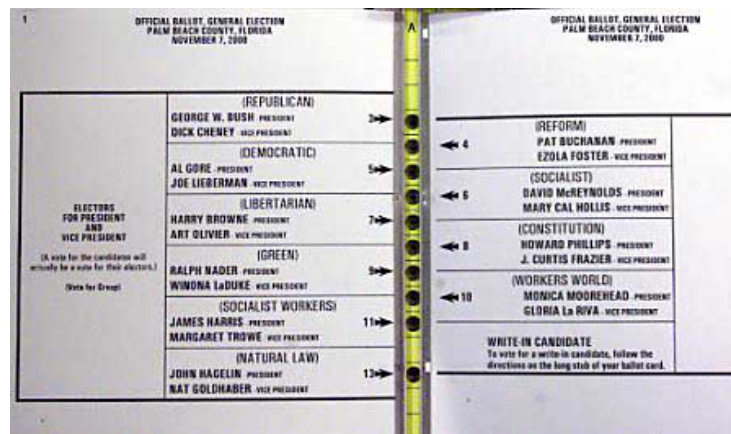 1
OFFICIAL BALLOT, GENERAL ELECTION
PALM BEACH COUNTY, FLORIDA
NOVEMBER 7, 2000
ELECTORS
FOR PRESIDENT
AND
VICE PRESIDENT
(A vote for the candidates will
actually be a vote for their electors.)
(Vote for Group)
(REPUBLICAN)
GEORGE W. BUSH - PRESIDENT 3
DICK CHENEY - VICE PRESIDENT
(DEMOCRATIC)
AL GORE - PRESIDENT 5
JOE LIEBERMAN - VICE PRESIDENT
(LIBERTARIAN)
HARRY BROWNE - PRESIDENT 7
ART OLIVIER - VICE PRESIDENT
(GREEN)
RALPH NADER - PRESIDENT 9
WINONA LaDUKE - VICE PRESIDENT
(SOCIALIST WORKERS)
JAMES HARRIS - PRESIDENT 11
MARGARET TROWE - VICE PRESIDENT
(NATURAL LAW)
JOHN HAGELIN - PRESIDENT 13
NAT GOLDHABER - VICE PRESIDENT
A
OFFICIAL BALLOT, GENERAL ELECTION
PALM BEACH COUNTY, FLORIDA
NOVEMBER 7, 2000
(REFORM)
4 PAT BUCHANAN - PRESIDENT
EZOLA FOSTER - VICE PRESIDENT
(SOCIALIST)
6 DAVID McREYNOLDS - PRESIDENT
MARY CAL HOLLIS - VICE PRESIDENT
(CONSTITUTION)
8 HOWARD PHILLIPS - PRESIDENT
J. CURTIS FRAZIER - VICE PRESIDENT
(WORKERS WORLD)
10 MONICA MOOREHEAD - PRESIDENT
GLORIA La RIVA - VICE PRESIDENT
WRITE-IN CANDIDATE
To vote for a write-in candidate, follow the
directions on the long stub of your ballot card.